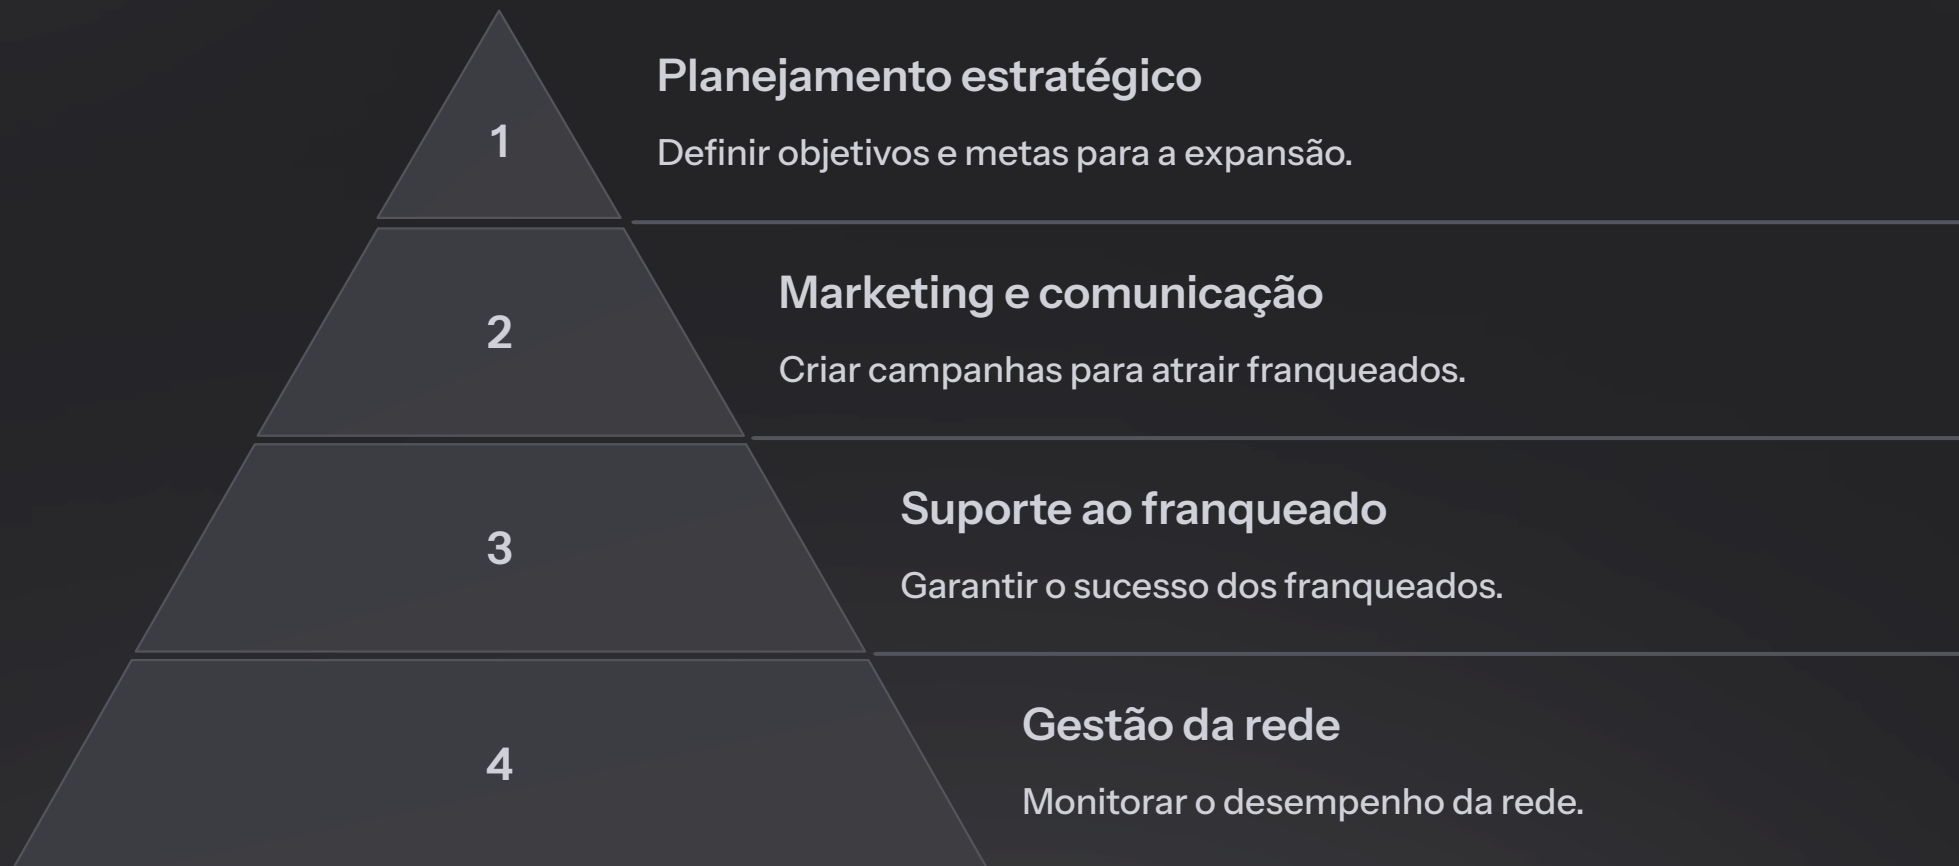 1
Planejamento estratégico
Definir objetivos e metas para a expansão.
2
Marketing e comunicação
Criar campanhas para atrair franqueados.
3
Suporte ao franqueado
Garantir o sucesso dos franqueados.
4
Gestão da rede
Monitorar o desempenho da rede.